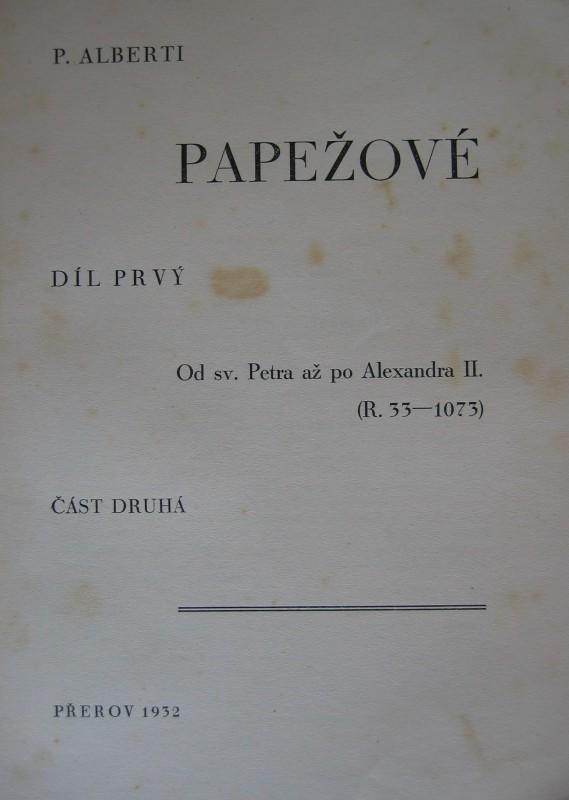 P. ALBERTI
PAPEŽOVÉ
DÍL PRVÝ
Od sv. Petra až po Alexandra II.
(R. 33—1073)
ČÁST DRUHÁ
PŘEROV 1932